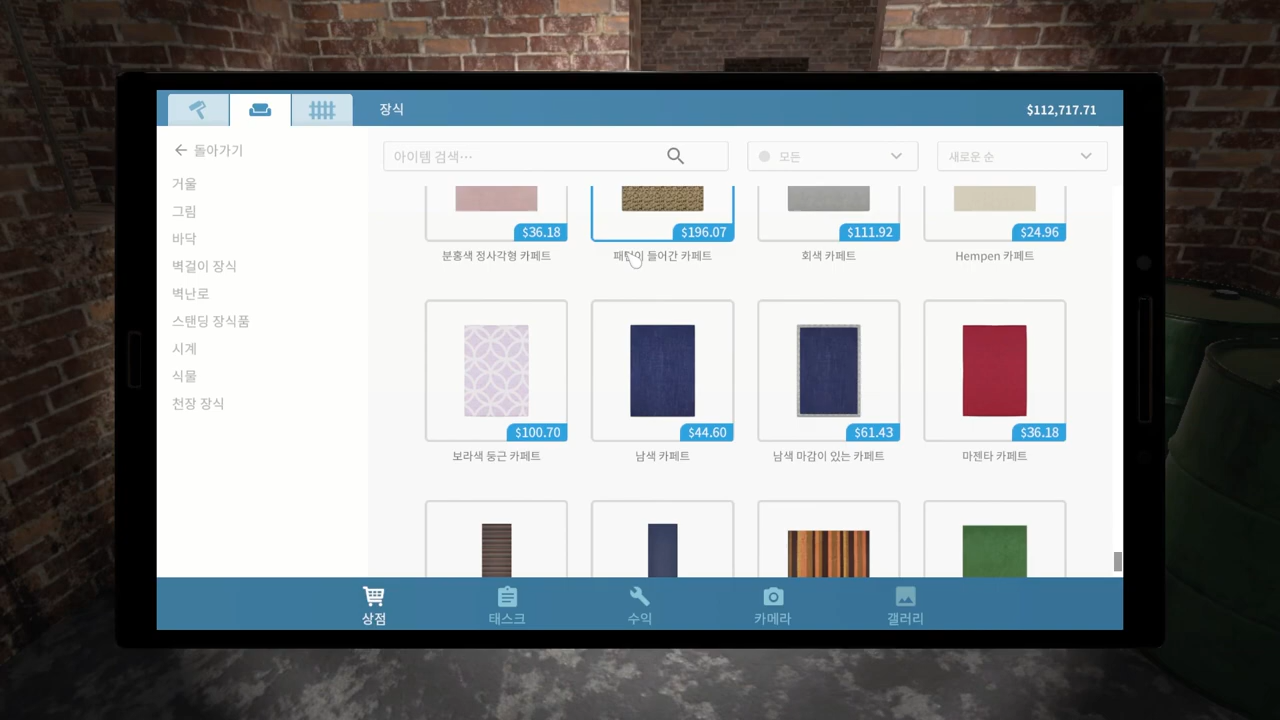 장식
$112,717.71
돌아가기
아이템 검색…
모든
새로운 순
거울
그림
바닥
벽걸이 장식
벽난로
스탠딩 장식품
시계
식물
천장 장식
$36.18
$196.07
$111.92
$24.96
분홍색 정사각형 카페트
패턴이 들어간 카페트
회색 카페트
Hempen 카페트
$100.70
$44.60
$61.43
$36.18
보라색 둥근 카페트
남색 카페트
남색 마감이 있는 카페트
마젠타 카페트
상점
태스크
수익
카메라
갤러리